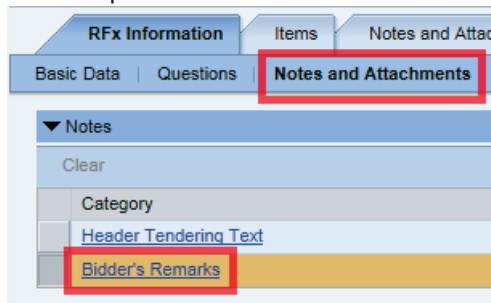 RFx Information Items Notes and Attac
Basic Data | Questions | Notes and Attachments
Notes
Clear
Category
Header Tendering Text
Bidder's Remarks